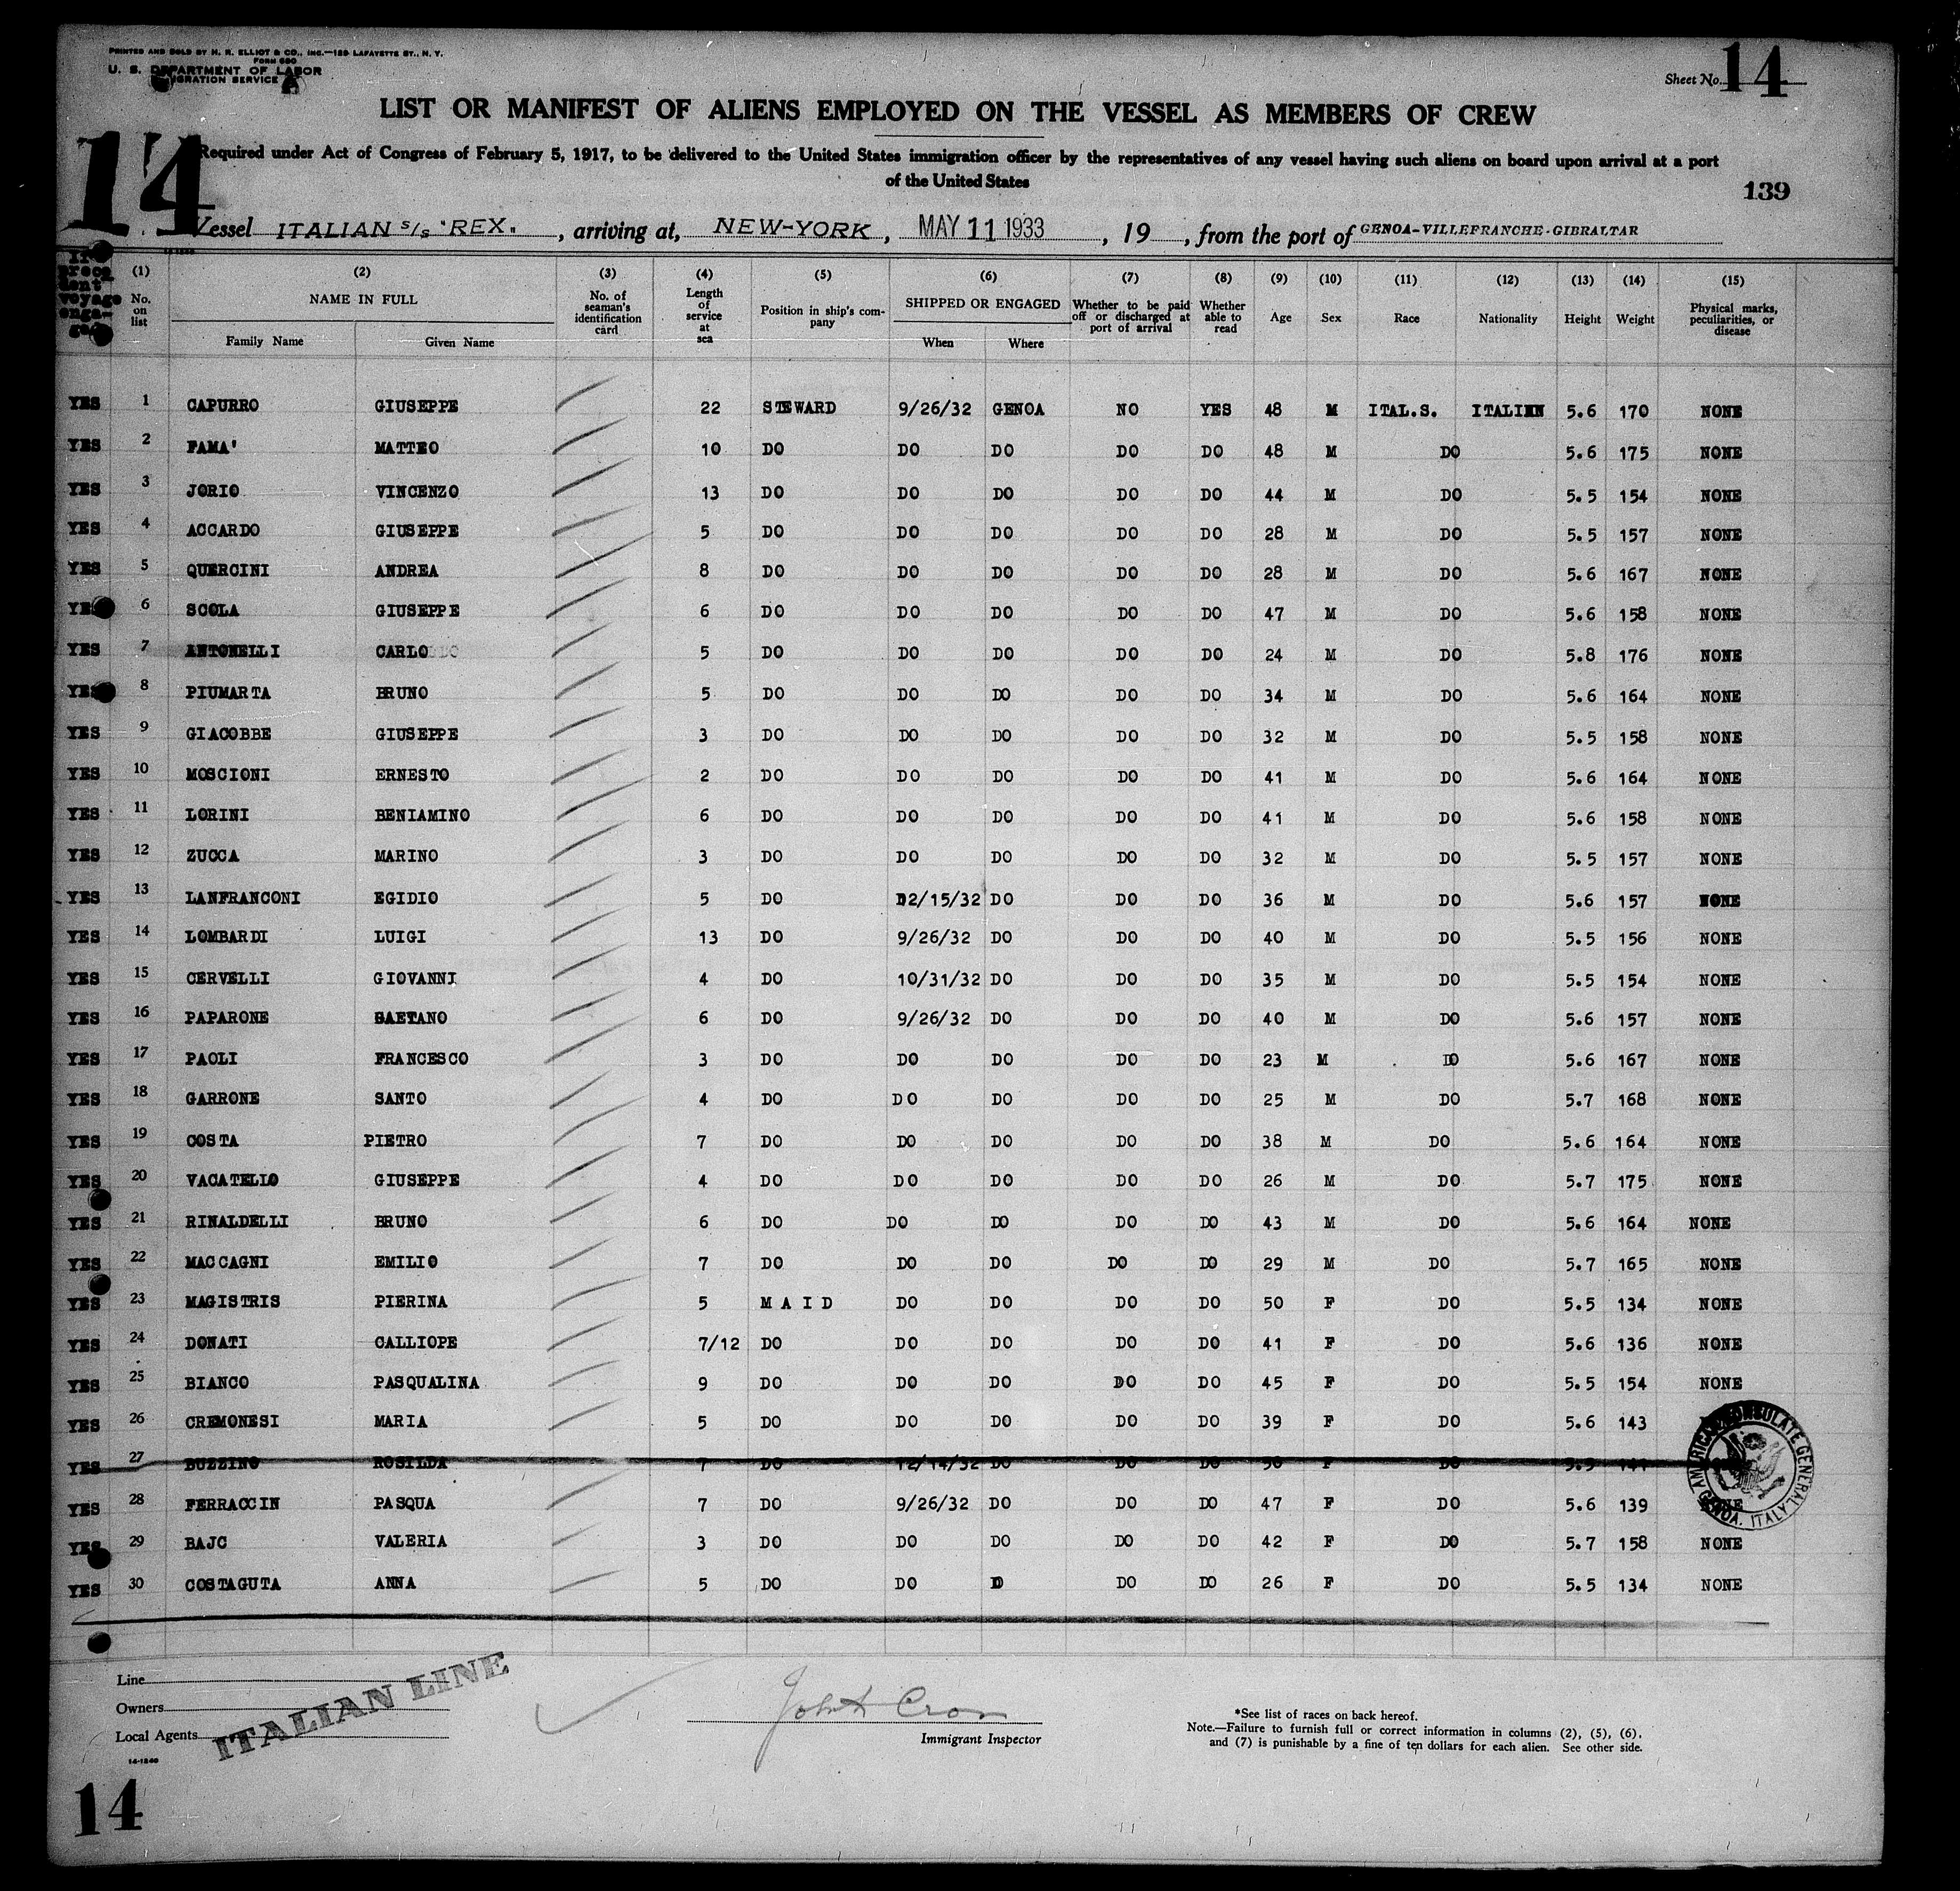 PRINTED AND SOLD BY H. R. ELLIOT & CO., INC.—129 LAFAYETTE ST., N. Y.
FORM 680
U. S. DEPARTMENT OF LABOR
IMMIGRATION SERVICE
Sheet No. 14
LIST OR MANIFEST OF ALIENS EMPLOYED ON THE VESSEL AS MEMBERS OF CREW
14
Required under Act of Congress of February 5, 1917, to be delivered to the United States immigration officer by the representatives of any vessel having such aliens on board upon arrival at a port
of the United States
139
Vessel ITALIAN S/S "REX", arriving at, NEW-YORK, MAY 11 1933, 19, from the port of GENOA-VILLEFRANCHE-GIBRALTAR
(1) (2) (3) (4) (5) (6) (7) (8) (9) (10) (11) (12) (13) (14) (15)
No. on list NAME IN FULL Family Name Given Name No. of seaman's identification card Length of service at sea Position in ship's company SHIPPED OR ENGAGED When Where Whether to be paid off or discharged at port of arrival Whether able to read Age Sex Race Nationality Height Weight Physical marks, peculiarities, or disease
YES 1 CAPURRO GIUSEPPE 22 STEWARD 9/26/32 GENOA NO YES 48 M ITAL.S. ITALIEN 5.6 170 NONE
YES 2 FAMA' MATTEO 10 DO DO DO DO DO 48 M DO 5.6 175 NONE
YES 3 JORIO VINCENZO 13 DO DO DO DO DO 44 M DO 5.5 154 NONE
YES 4 ACCARDO GIUSEPPE 5 DO DO DO DO DO 28 M DO 5.5 157 NONE
YES 5 QUERCINI ANDREA 8 DO DO DO DO DO 28 M DO 5.6 167 NONE
YES 6 SCOLA GIUSEPPE 6 DO DO DO DO DO 47 M DO 5.6 158 NONE
YES 7 ANTONELLI CARLO 5 DO DO DO DO DO 24 M DO 5.8 176 NONE
YES 8 PIUMARTA BRUNO 5 DO DO DO DO DO 34 M DO 5.6 164 NONE
YES 9 GIACOBBE GIUSEPPE 3 DO DO DO DO DO 32 M DO 5.5 158 NONE
YES 10 MOSCIONI ERNESTO 2 DO DO DO DO DO 41 M DO 5.6 164 NONE
YES 11 LORINI BENIAMINO 6 DO DO DO DO DO 41 M DO 5.6 158 NONE
YES 12 ZUCCA MARINO 3 DO DO DO DO DO 32 M DO 5.5 157 NONE
YES 13 LANFRANCONI EGIDIO 5 DO 12/15/32 DO DO DO 36 M DO 5.6 157 NONE
YES 14 LOMBARDI LUIGI 13 DO 9/26/32 DO DO DO 40 M DO 5.5 156 NONE
YES 15 CERVELLI GIOVANNI 4 DO 10/31/32 DO DO DO 35 M DO 5.5 154 NONE
YES 16 PAPARONE GAETANO 6 DO 9/26/32 DO DO DO 40 M DO 5.6 157 NONE
YES 17 PAOLI FRANCESCO 3 DO DO DO DO DO 23 M DO 5.6 167 NONE
YES 18 GARRONE SANTO 4 DO DO DO DO DO 25 M DO 5.7 168 NONE
YES 19 COSTA PIETRO 7 DO DO DO DO DO 38 M DO 5.6 164 NONE
YES 20 VACATELIO GIUSEPPE 4 DO DO DO DO DO 26 M DO 5.7 175 NONE
YES 21 RINALDELLI BRUNO 6 DO DO DO DO DO 43 M DO 5.6 164 NONE
YES 22 MACCAGNI EMILIO 7 DO DO DO DO DO 29 M DO 5.7 165 NONE
YES 23 MAGISTRIS PIERINA 5 MAID DO DO DO DO 50 F DO 5.5 134 NONE
YES 24 DONATI CALLIOPE 7/12 DO DO DO DO DO 41 F DO 5.6 136 NONE
YES 25 BIANCO PASQUALINA 9 DO DO DO DO DO 45 F DO 5.5 154 NONE
YES 26 CREMONESI MARIA 5 DO DO DO DO DO 39 F DO 5.6 143
YES 27 BUZZINO ROSILDA 7 DO 12/14/32 DO DO DO 50 F DO 5.5 141
YES 28 FERRACCIN PASQUA 7 DO 9/26/32 DO DO DO 47 F DO 5.6 139 NONE
YES 29 BAJC VALERIA 3 DO DO DO DO DO 42 F DO 5.7 158 NONE
YES 30 COSTAGUTA ANNA 5 DO DO D DO DO 26 F DO 5.5 134 NONE
AMERICAN CONSULATE GENERAL GENOA, ITALY
Line
Owners
Local Agents
ITALIAN LINE
14-1240
Immigrant Inspector
*See list of races on back hereof.
Note.—Failure to furnish full or correct information in columns (2), (5), (6),
and (7) is punishable by a fine of ten dollars for each alien. See other side.
14